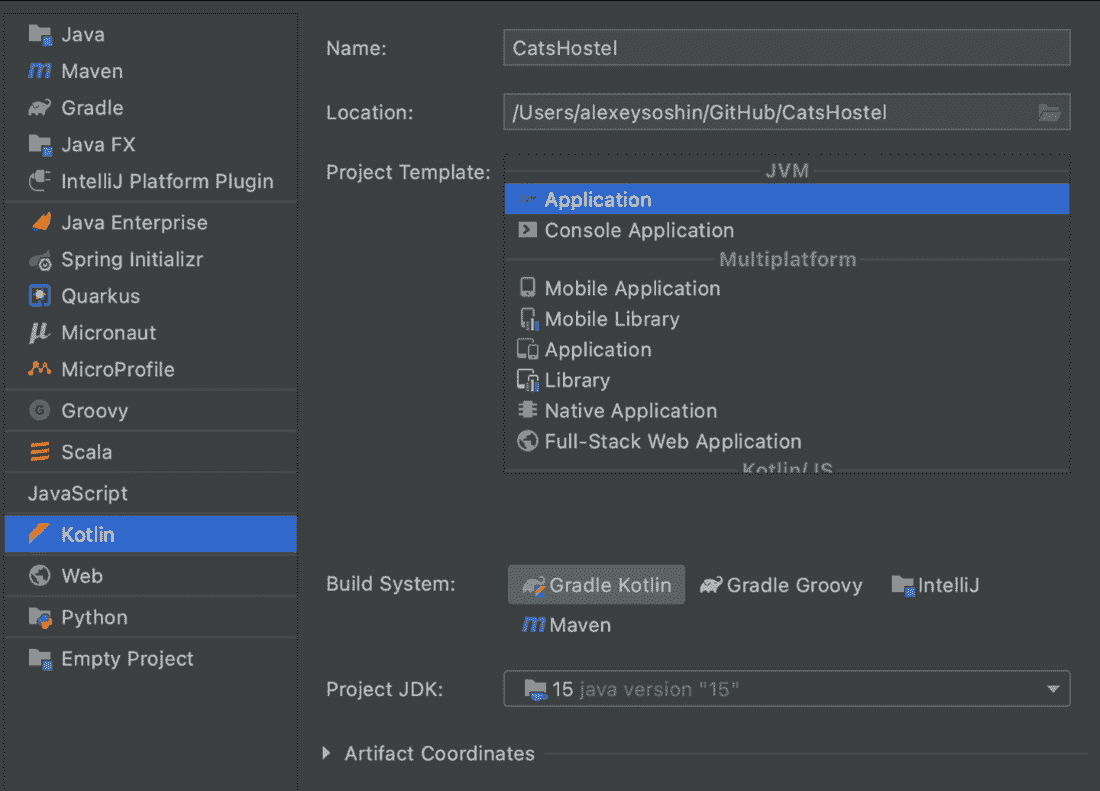 Java
Maven
Gradle
Java FX
IntelliJ Platform Plugin
Java Enterprise
Spring Initializr
Quarkus
Micronaut
MicroProfile
Groovy
Scala
JavaScript
Kotlin
Web
Python
Empty Project
Name: CatsHostel
Location: /Users/alexeysoshin/GitHub/CatsHostel
Project Template:
JVM
Application
Console Application
Multiplatform
Mobile Application
Mobile Library
Application
Library
Native Application
Full-Stack Web Application
Kotlin/JS
Build System: Gradle Kotlin Gradle Groovy IntelliJ
Maven
Project JDK: 15 java version "15"
Artifact Coordinates